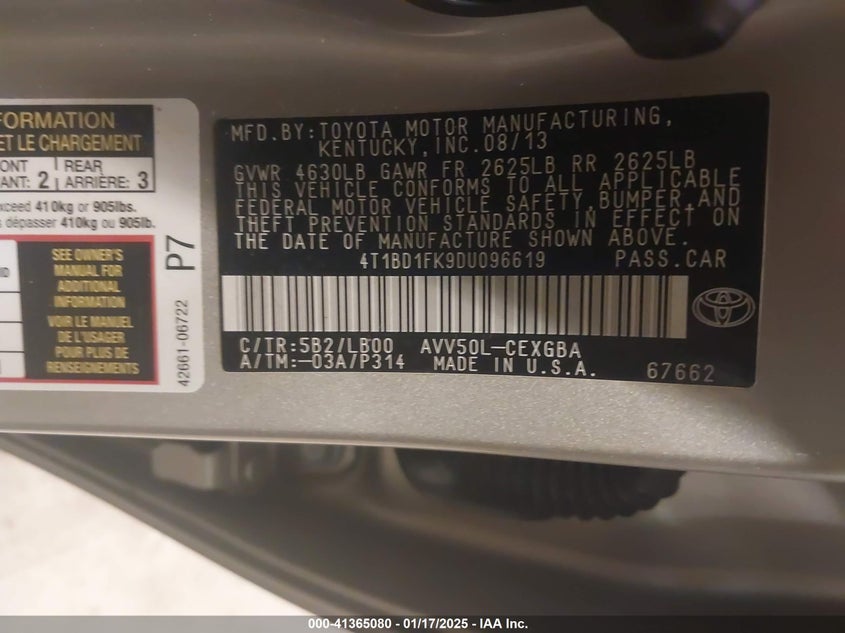 FORMATION
ET LE CHARGEMENT
REAR
ANT: 2 ARRIÈRE: 3
xceed 410kg or 905lbs.
dépasser 410kg ou 905lb.
SEE OWNER'S
MANUAL FOR
ADDITIONAL
INFORMATION
VOIR LE MANUEL
DE L'USAGER
POUR PLUS DE
RENSEIGNEMENTS
P7
42661-06722
MFD.BY:TOYOTA MOTOR MANUFACTURING,
KENTUCKY,INC.08/13
GVWR 4630LB GAWR FR 2625LB RR 2625LB
THIS VEHICLE CONFORMS TO ALL APPLICABLE
FEDERAL MOTOR VEHICLE SAFETY,BUMPER,AND
THEFT PREVENTION STANDARDS IN EFFECT ON
THE DATE OF MANUFACTURE SHOWN ABOVE.
4T1BD1FK9DU096619 PASS.CAR
C/TR:5B2/LB00 AVV50L-CEXGBA
A/TM:-03A/P314 MADE IN U.S.A.
67662
000-41365080 - 01/17/2025 - IAA Inc.